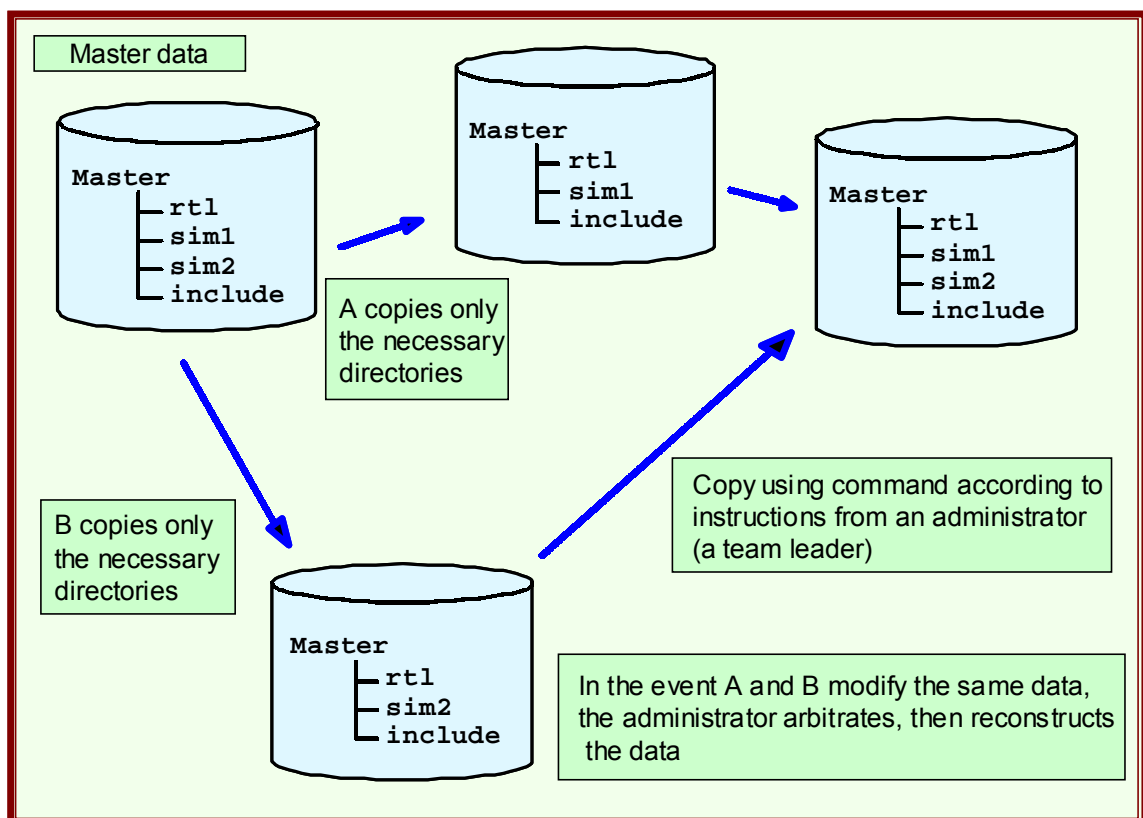 Master data
Master
rtl
sim1
sim2
include
A copies only
the necessary
directories
Master
rtl
sim1
include
Master
rtl
sim1
sim2
include
B copies only
the necessary
directories
Master
rtl
sim2
include
Copy using command according to
instructions from an administrator
(a team leader)
In the event A and B modify the same data,
the administrator arbitrates, then reconstructs
the data